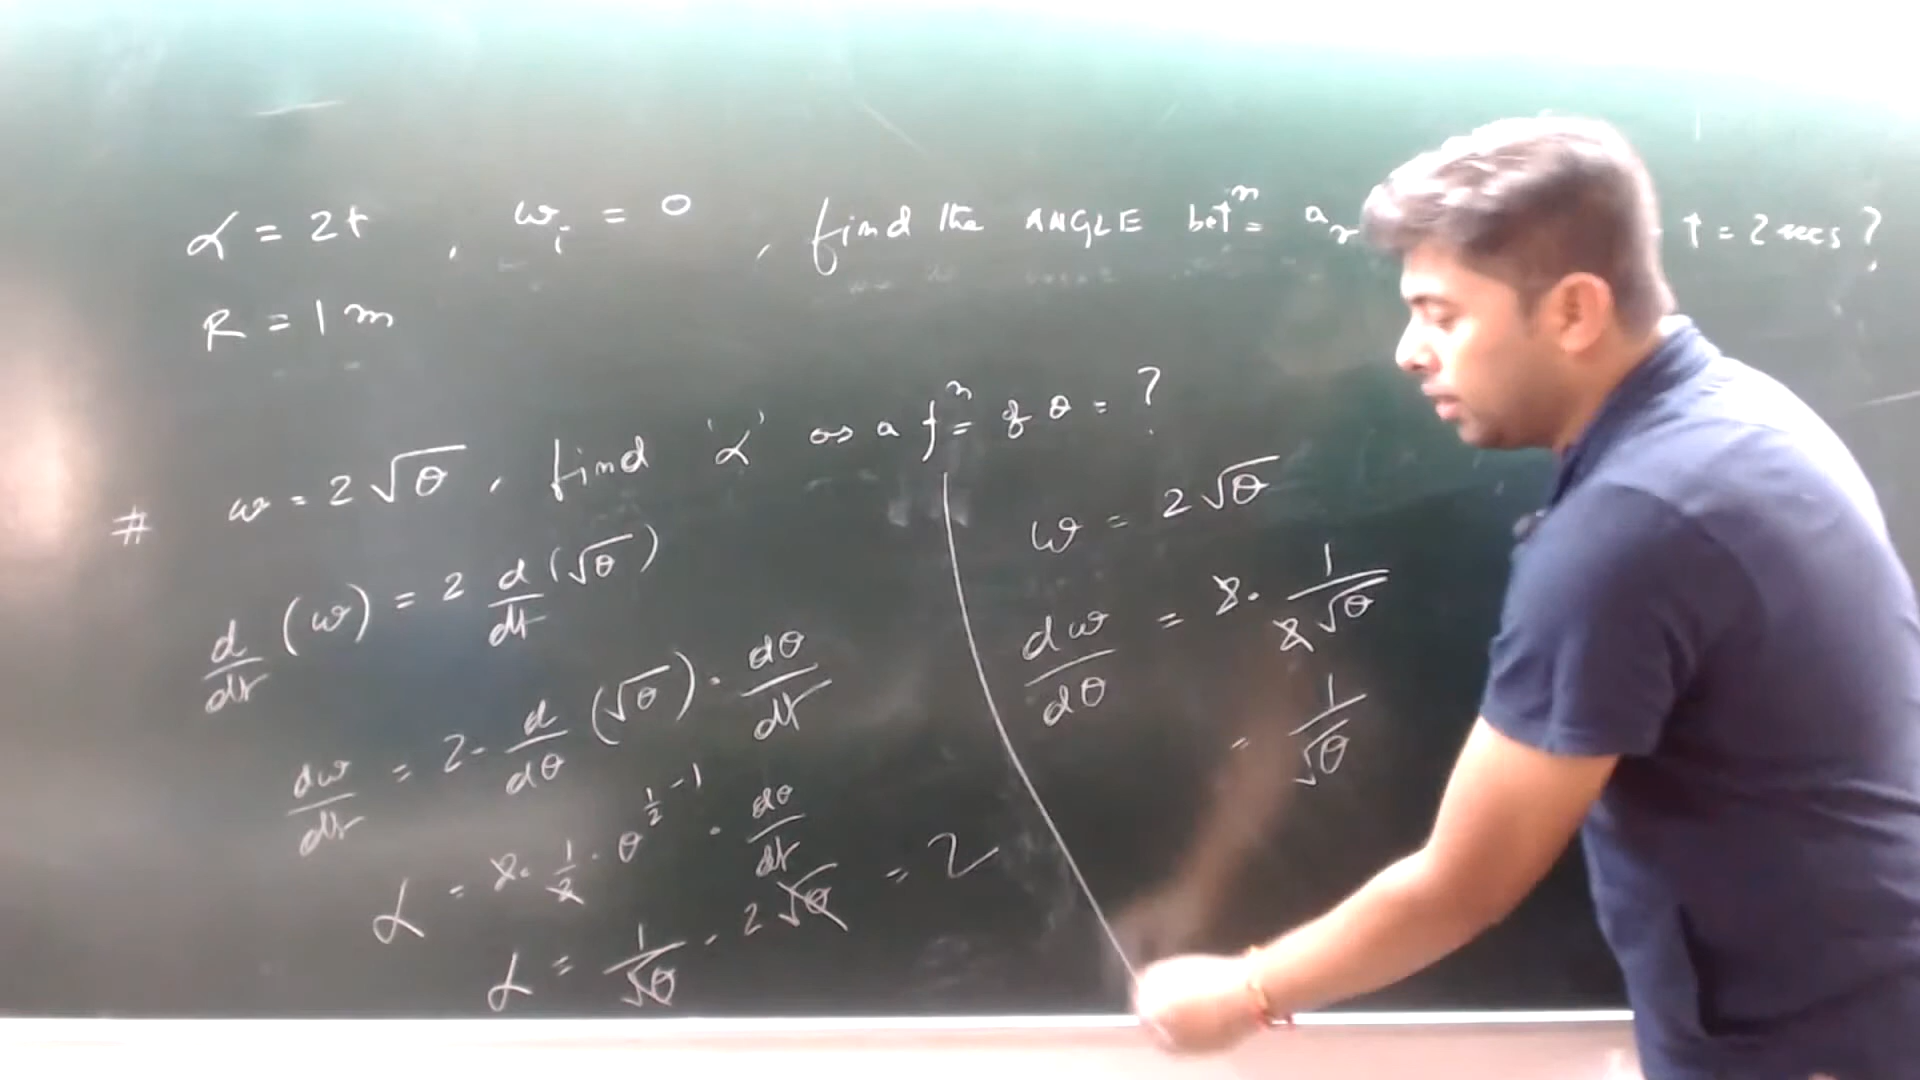 α = 2t , ωᵢ = 0 , find the ANGLE betⁿ aᵣ t = 2 secs ?
R = 1 m
# ω = 2√θ , find 'α' as a fⁿ of θ = ?
d/dt (ω) = 2 d/dt (√θ)
dω/dt = 2 · d/dθ (√θ) · dθ/dt
α = 2 · 1/2 · θ^(1/2 - 1) · dθ/dt
α = 1/√θ · 2√θ = 2
ω = 2√θ
dω/dθ = 2 · 1/(2√θ)
= 1/√θ